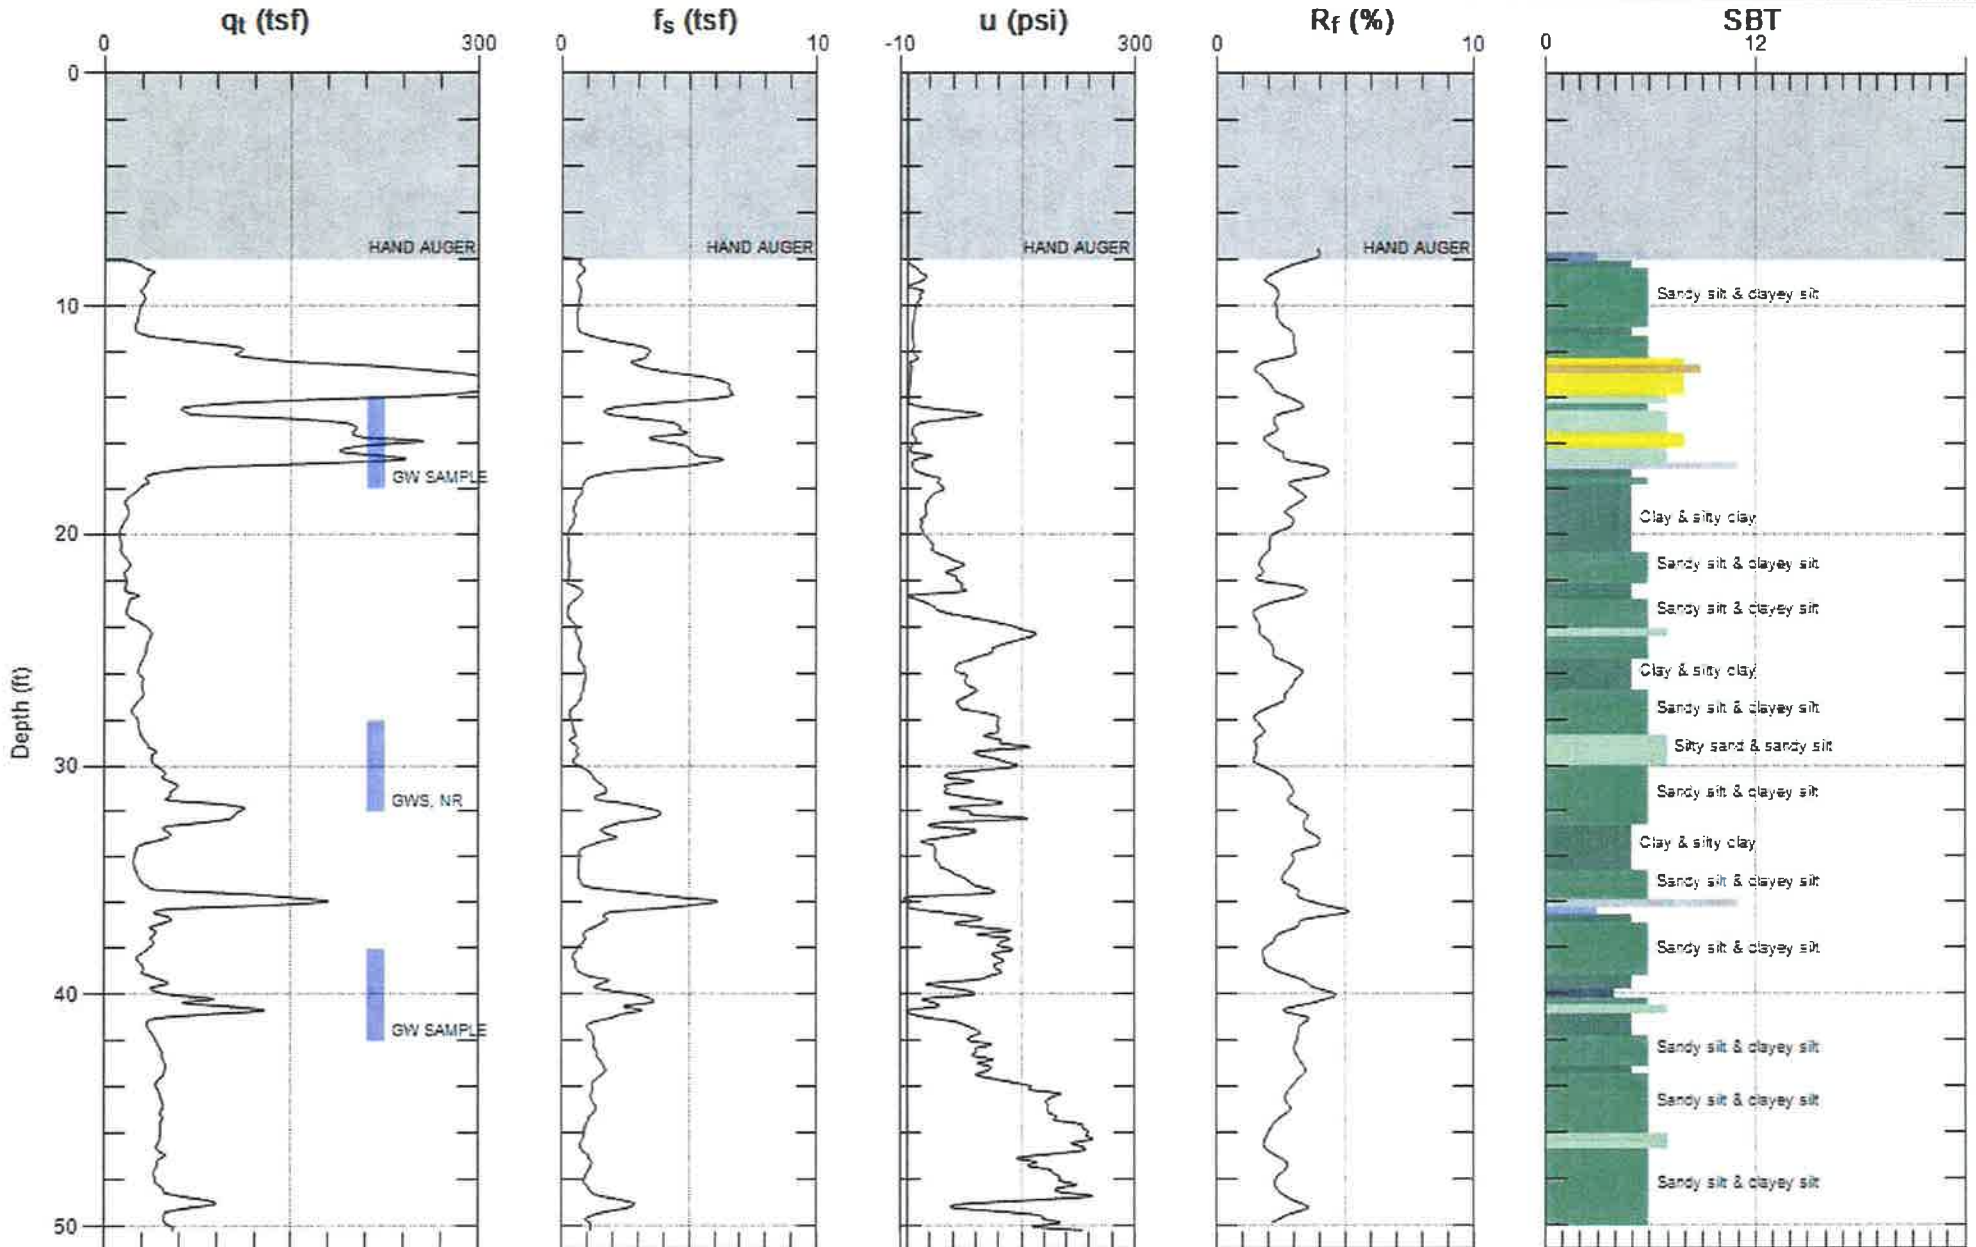 qt (tsf) fs (tsf) u (psi) Rf (%) SBT
0 300 0 10 -10 300 0 10 0 12
0
HAND AUGER HAND AUGER HAND AUGER HAND AUGER
Sandy silt & clayey silt
10
GW SAMPLE
Clay & silty clay
20
Sandy silt & clayey silt
Sandy silt & clayey silt
Clay & silty clay
Sandy silt & clayey silt
Depth (ft)
Silty sand & sandy silt
30
Sandy silt & clayey silt
GWS, NR
Clay & silty clay
Sandy silt & clayey silt
Sandy silt & clayey silt
40
GW SAMPLE
Sandy silt & clayey silt
Sandy silt & clayey silt
Sandy silt & clayey silt
50